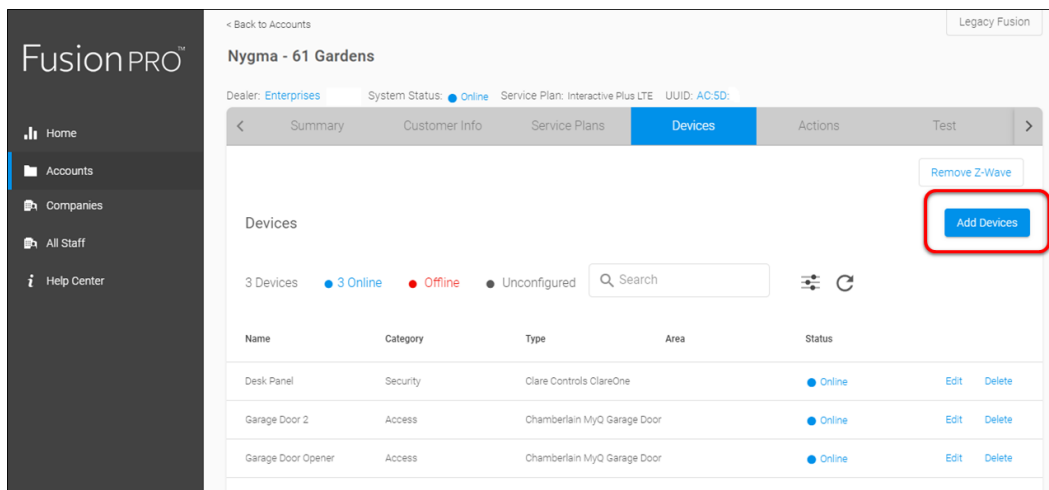 < Back to Accounts
Legacy Fusion
FusionPRO™
Nygma - 61 Gardens
Dealer: Enterprises System Status: Online Service Plan: Interactive Plus LTE UUID: AC:5D:
< Summary Customer Info Service Plans Devices Actions Test >
Home
Accounts
Companies
All Staff
Help Center
Remove Z-Wave
Devices
Add Devices
3 Devices 3 Online Offline Unconfigured Search
Name Category Type Area Status
Desk Panel Security Clare Controls ClareOne Online Edit Delete
Garage Door 2 Access Chamberlain MyQ Garage Door Online Edit Delete
Garage Door Opener Access Chamberlain MyQ Garage Door Online Edit Delete